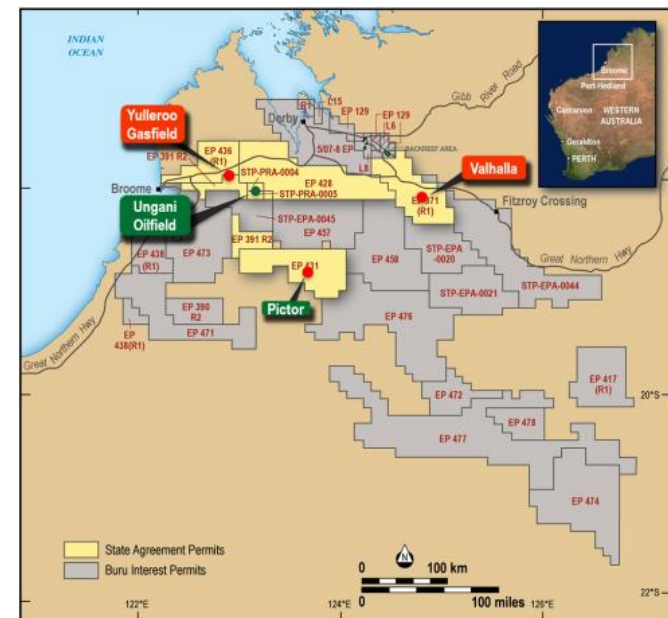 INDIAN
OCEAN
Broome
Port Hedland
Carnarvon
WESTERN
AUSTRALIA
Geraldton
PERTH
Gibb River Road
R1
L15
EP 129
EP 129
L6
Derby
5/07-8 EP
BACKREEF AREA
L8
Yulleroo
Gasfield
EP 436
(R1)
EP 391 R2
STP-PRA-0004
EP 428
STP-PRA-0005
Valhalla
EP 371
(R1)
Broome
Fitzroy Crossing
Ungani
Oilfield
STP-EPA-0045
EP 457
EP 391 R2
STP-EPA
-0020
Great Northern Hwy
EP 438
(R1)
EP 473
EP 431
EP 458
STP-EPA-0021
STP-EPA-0044
Pictor
EP 390
R2
EP 471
EP
438(R1)
EP 476
Great Northern Hwy
EP 417
(R1)
20°S
EP 472
EP 478
EP 477
EP 474
State Agreement Permits
Buru Interest Permits
N
0 100 km
0 100 miles
22°S
122°E
124°E
126°E